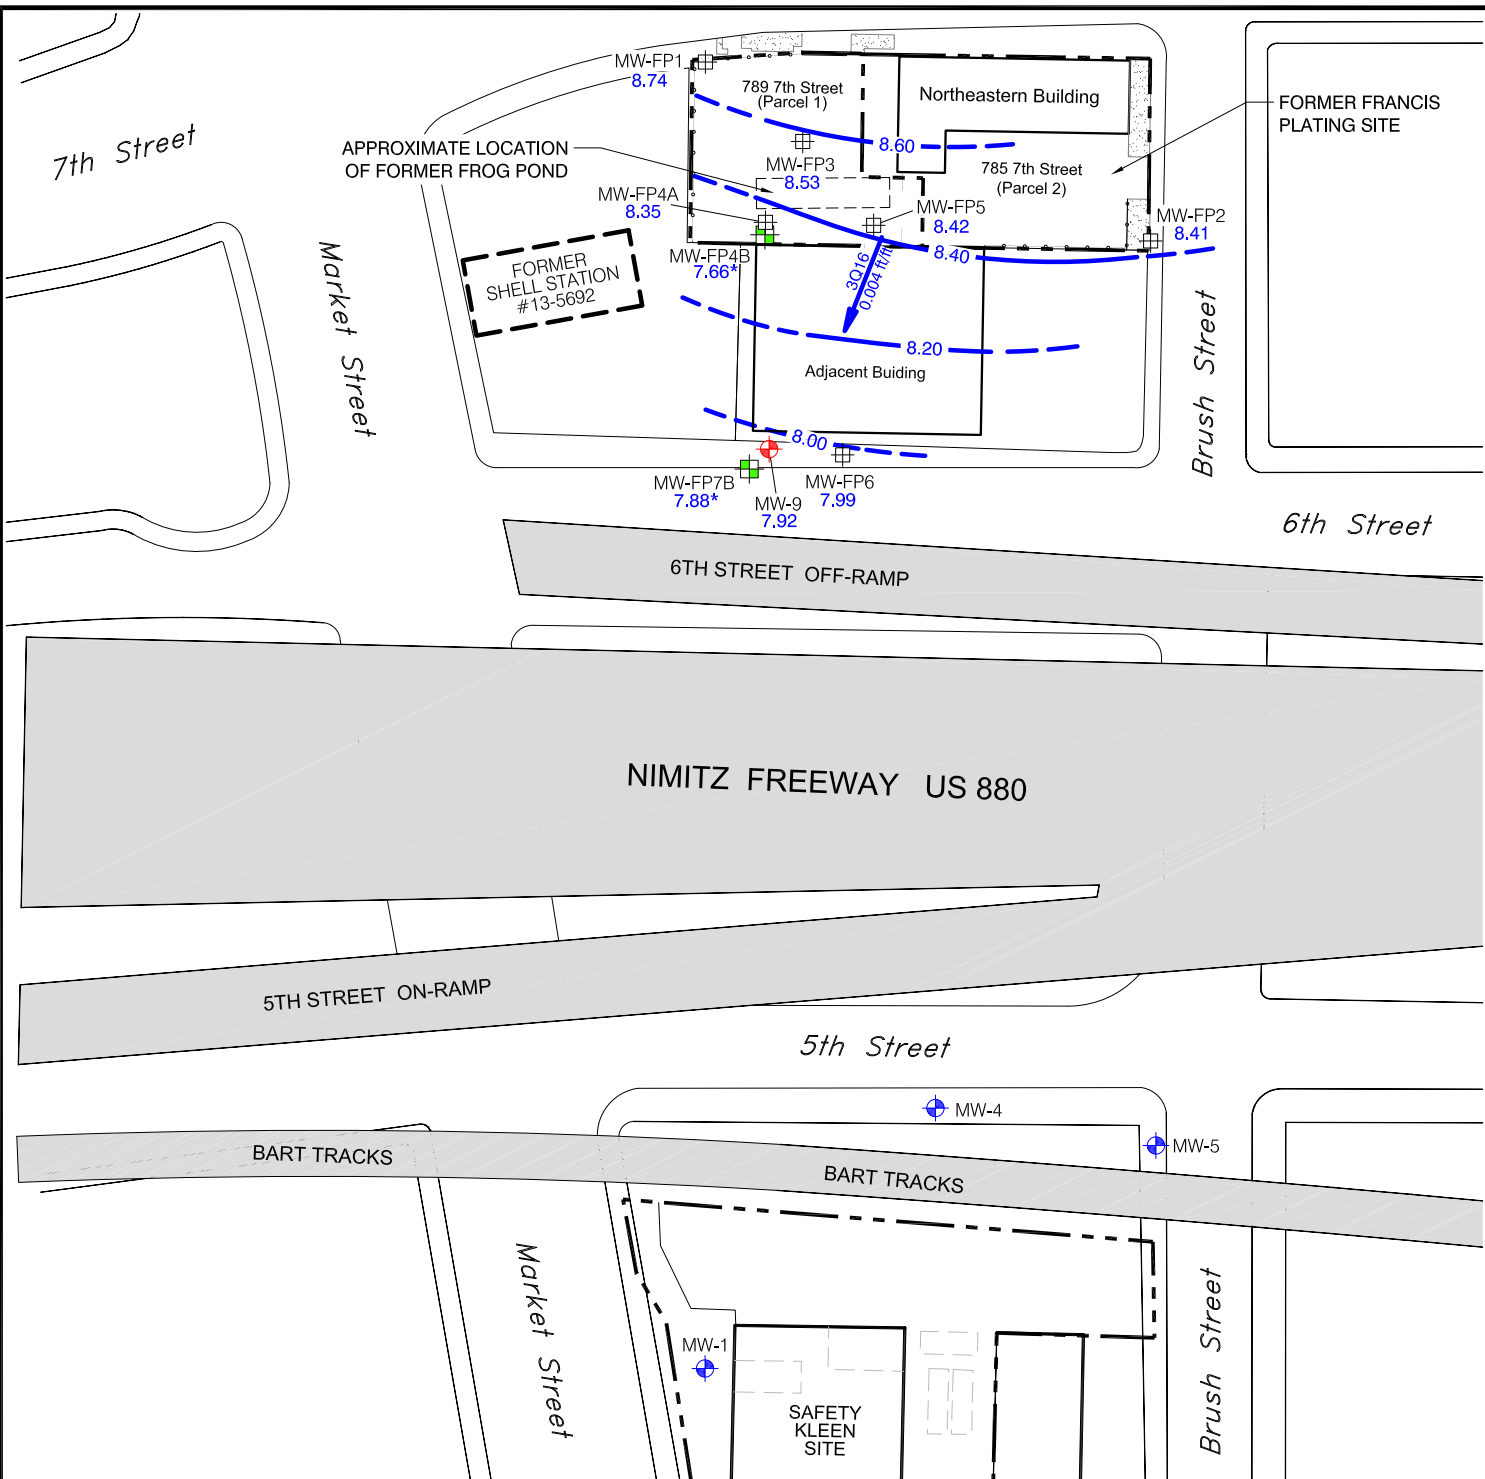 MW-FP1
8.74
789 7th Street
(Parcel 1)
Northeastern Building
FORMER FRANCIS
PLATING SITE
7th Street
APPROXIMATE LOCATION
OF FORMER FROG POND
8.60
MW-FP3
8.53
785 7th Street
(Parcel 2)
MW-FP4A
8.35
MW-FP5
8.42
MW-FP2
8.41
MW-FP4B
7.66*
8.40
FORMER
SHELL STATION
#13-5692
3Q16
0.004 ft/ft
Market Street
Brush Street
8.20
Adjacent Buiding
8.00
MW-FP7B
7.88*
MW-9
7.92
MW-FP6
7.99
6th Street
6TH STREET OFF-RAMP
NIMITZ FREEWAY US 880
5TH STREET ON-RAMP
5th Street
MW-4
MW-5
BART TRACKS
BART TRACKS
Market Street
Brush Street
MW-1
SAFETY
KLEEN
SITE